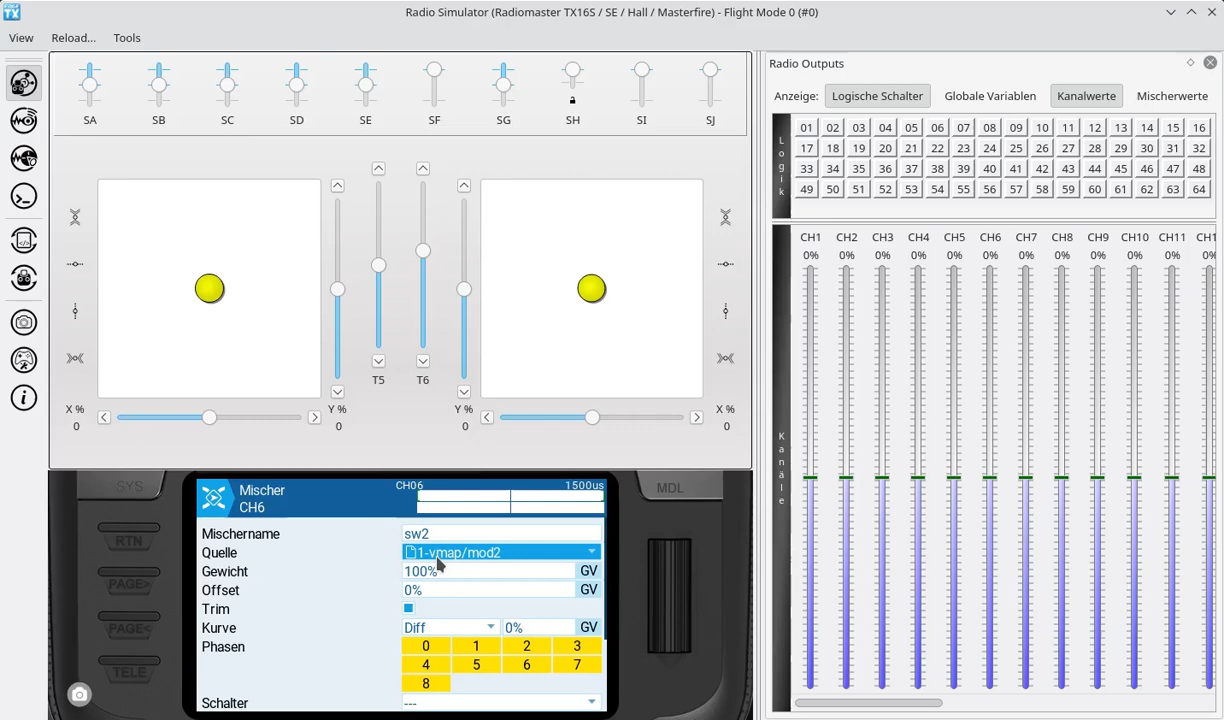 TX
Radio Simulator (Radiomaster TX16S / SE / Hall / Masterfire) - Flight Mode 0 (#0)
View Reload... Tools
SA SB SC SD SE SF SG SH SI SJ
T5 T6
X % 0
Y % 0
Y % 0
X % 0
SYS
RTN
PAGE>
PAGE<
TELE
MDL
Mischer
CH6
CH06 1500us
Mischername sw2
Quelle 1-vmap/mod2
Gewicht 100% GV
Offset 0% GV
Trim
Kurve Diff 0% GV
Phasen 0 1 2 3
4 5 6 7
8
Schalter ---
Radio Outputs
Anzeige: Logische Schalter Globale Variablen Kanalwerte Mischerwerte
Logik
01 02 03 04 05 06 07 08 09 10 11 12 13 14 15 16
17 18 19 20 21 22 23 24 25 26 27 28 29 30 31 32
33 34 35 36 37 38 39 40 41 42 43 44 45 46 47 48
49 50 51 52 53 54 55 56 57 58 59 60 61 62 63 64
Kanäle
CH1 CH2 CH3 CH4 CH5 CH6 CH7 CH8 CH9 CH10 CH11 CH1
0% 0% 0% 0% 0% 0% 0% 0% 0% 0% 0% 0%